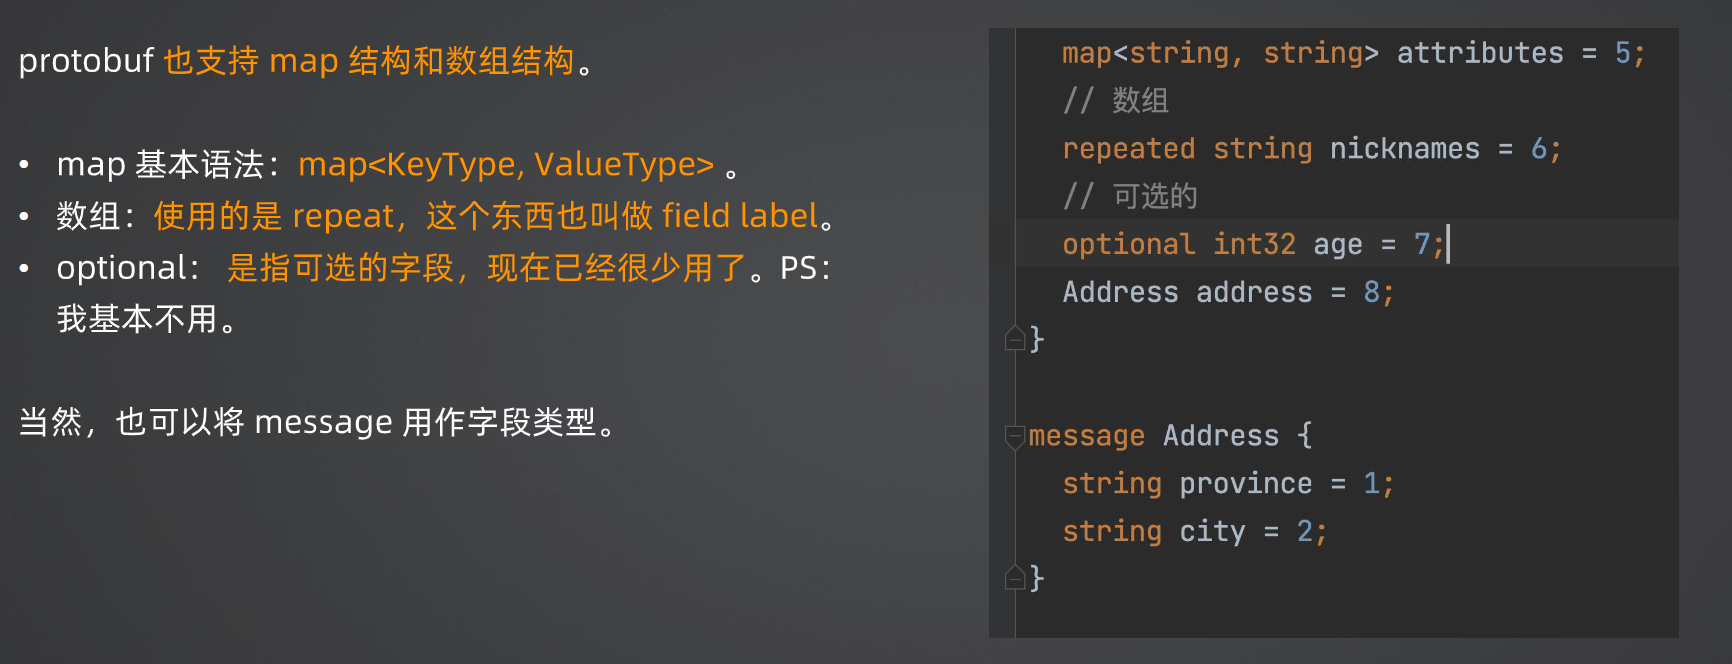 protobuf 也支持 map 结构和数组结构。
• map 基本语法：map<KeyType, ValueType> 。
• 数组：使用的是 repeat，这个东西也叫做 field label。
• optional： 是指可选的字段，现在已经很少用了。PS：
我基本不用。
当然，也可以将 message 用作字段类型。
map<string, string> attributes = 5;
// 数组
repeated string nicknames = 6;
// 可选的
optional int32 age = 7;
Address address = 8;
}
message Address {
string province = 1;
string city = 2;
}